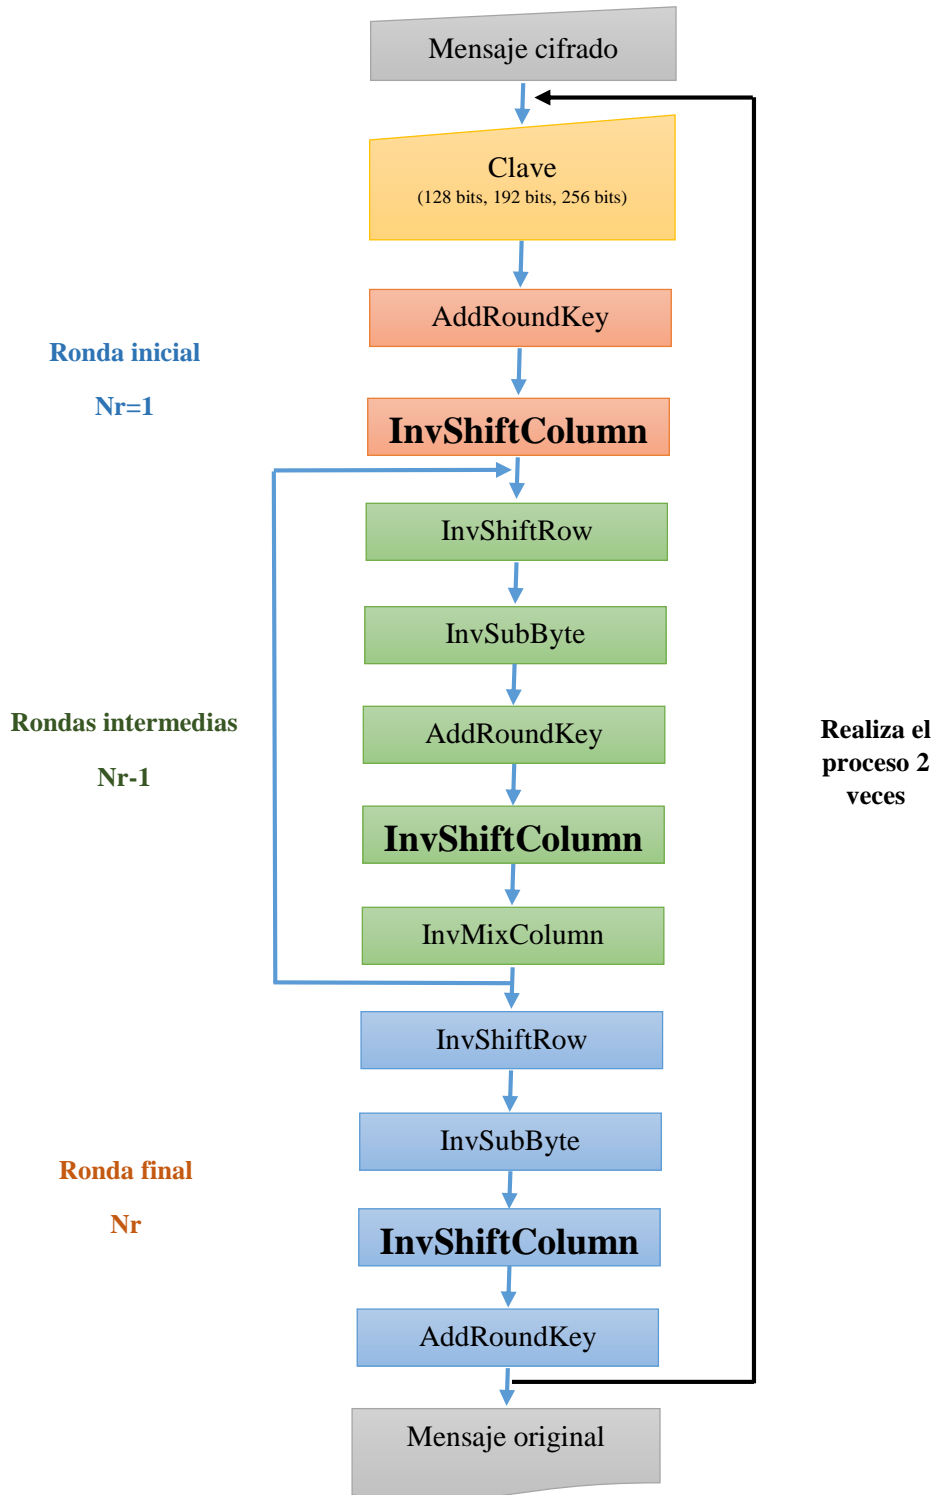 Mensaje cifrado
Clave
(128 bits, 192 bits, 256 bits)
AddRoundKey
Ronda inicial
Nr=1
InvShiftColumn
InvShiftRow
InvSubByte
Rondas intermedias
Nr-1
AddRoundKey
Realiza el
proceso 2
veces
InvShiftColumn
InvMixColumn
InvShiftRow
InvSubByte
Ronda final
Nr
InvShiftColumn
AddRoundKey
Mensaje original